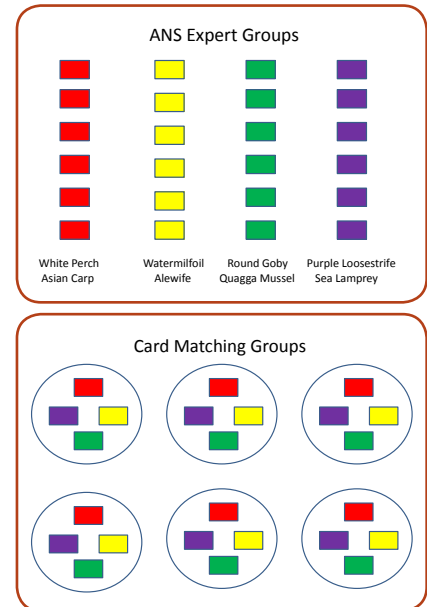 ANS Expert Groups
White Perch Watermilfoil Round Goby Purple Loosestrife
Asian Carp Alewife Quagga Mussel Sea Lamprey
Card Matching Groups